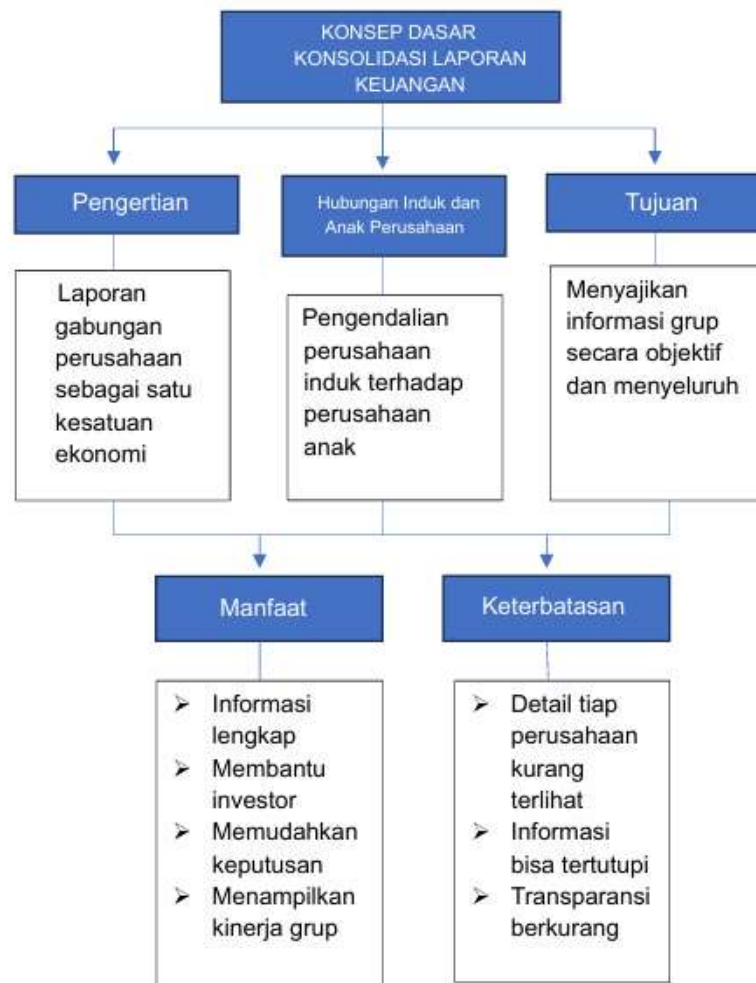 KONSEP DASAR
KONSOLIDASI LAPORAN
KEUANGAN
Pengertian
Hubungan Induk dan
Anak Perusahaan
Tujuan
Laporan
gabungan
perusahaan
sebagai satu
kesatuan
ekonomi
Pengendalian
perusahaan
induk terhadap
perusahaan
anak
Menyajikan
informasi grup
secara objektif
dan menyeluruh
Manfaat
Keterbatasan
➢ Informasi
lengkap
➢ Membantu
investor
➢ Memudahkan
keputusan
➢ Menampilkan
kinerja grup
➢ Detail tiap
perusahaan
kurang
terlihat
➢ Informasi
bisa tertutupi
➢ Transparansi
berkurang